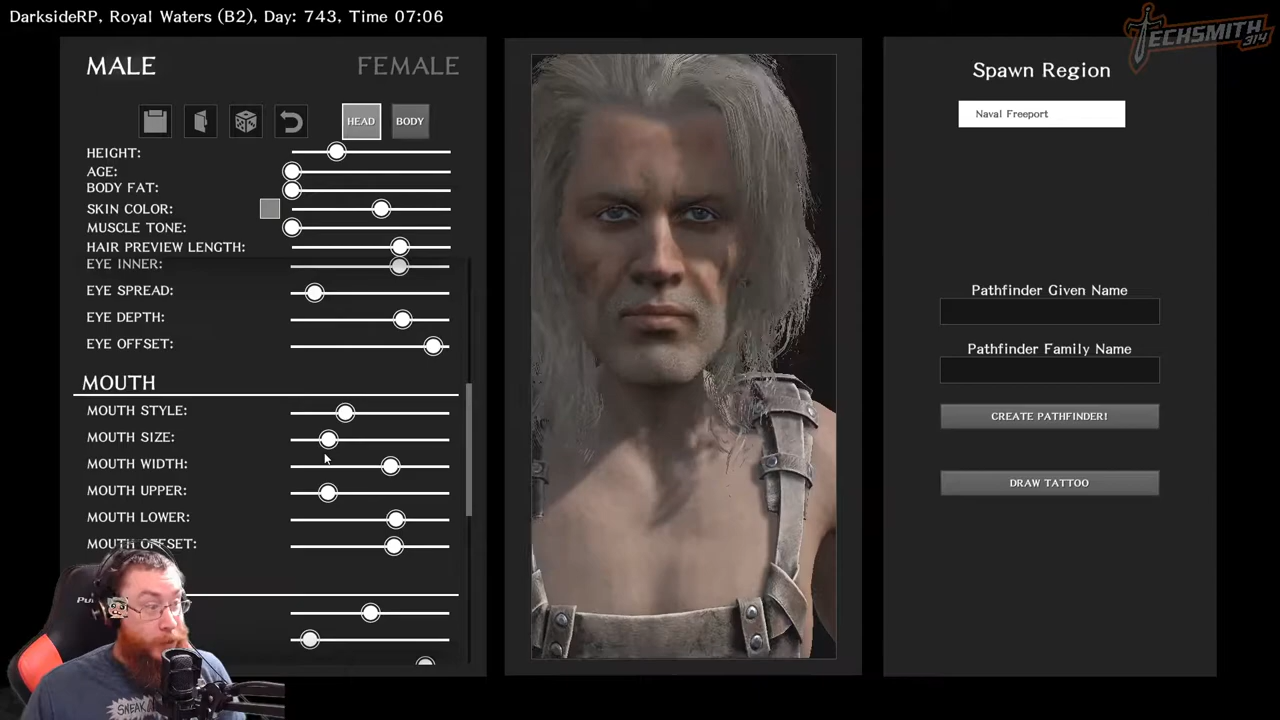 DarksideRP, Royal Waters (B2), Day: 743, Time 07:06
TECHSMITH314
MALE
FEMALE
HEAD
BODY
HEIGHT:
AGE:
BODY FAT:
SKIN COLOR:
MUSCLE TONE:
HAIR PREVIEW LENGTH:
EYE INNER:
EYE SPREAD:
EYE DEPTH:
EYE OFFSET:
MOUTH
MOUTH STYLE:
MOUTH SIZE:
MOUTH WIDTH:
MOUTH UPPER:
MOUTH LOWER:
MOUTH OFFSET:
Spawn Region
Naval Freeport
Pathfinder Given Name
Pathfinder Family Name
CREATE PATHFINDER!
DRAW TATTOO
SNEAK